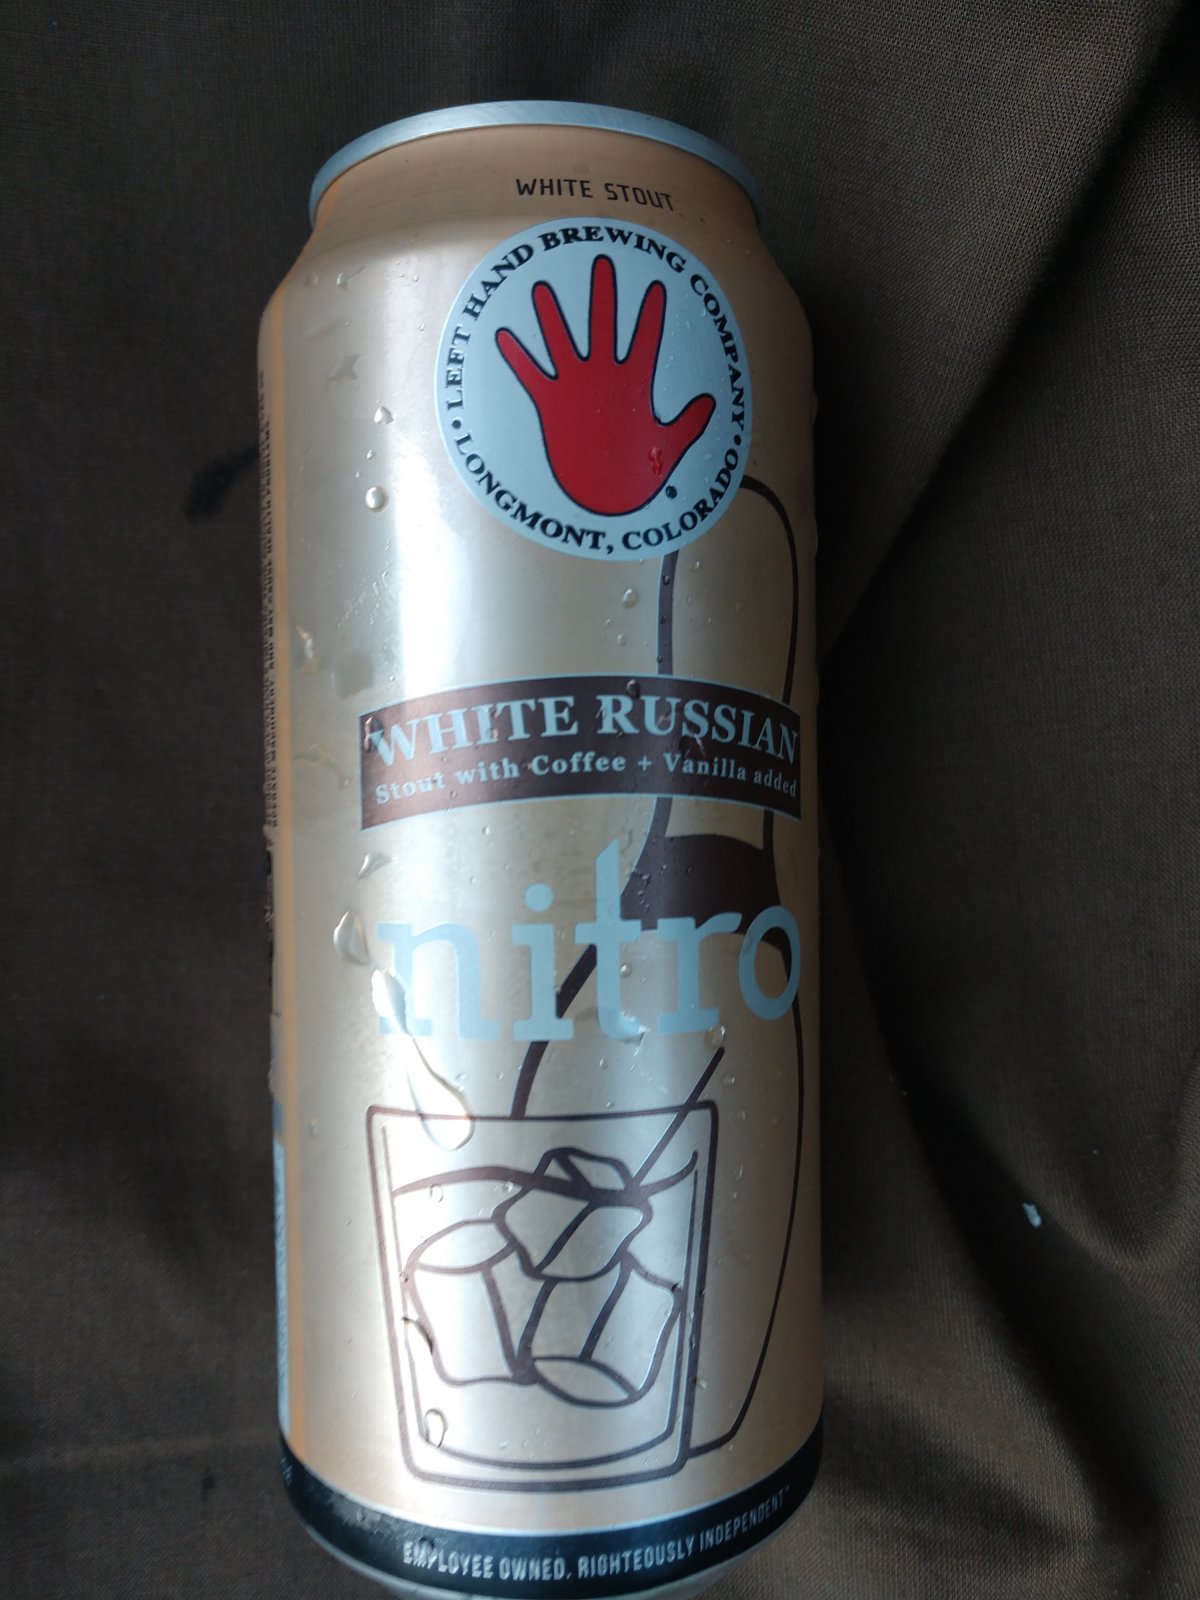 WHITE STOUT
LEFT HAND BREWING COMPANY
LONGMONT, COLORADO
WHITE RUSSIAN
Stout with Coffee + Vanilla added
nitro
EMPLOYEE OWNED. RIGHTEOUSLY INDEPENDENT